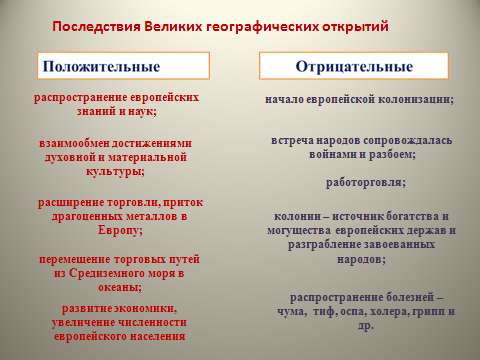 Последствия Великих географических открытий
Положительные
распространение европейских
знаний и наук;
взаимообмен достижениями
духовной и материальной
культуры;
расширение торговли, приток
драгоценных металлов в
Европу;
перемещение торговых путей
из Средиземного моря в
океаны;
развитие экономики,
увеличение численности
европейского населения
Отрицательные
начало европейской колонизации;
встреча народов сопровождалась
войнами и разбоем;
работорговля;
колонии – источник богатства и
могущества европейских держав и
разграбление завоеванных
народов;
распространение болезней –
чума, тиф, оспа, холера, грипп и
др.